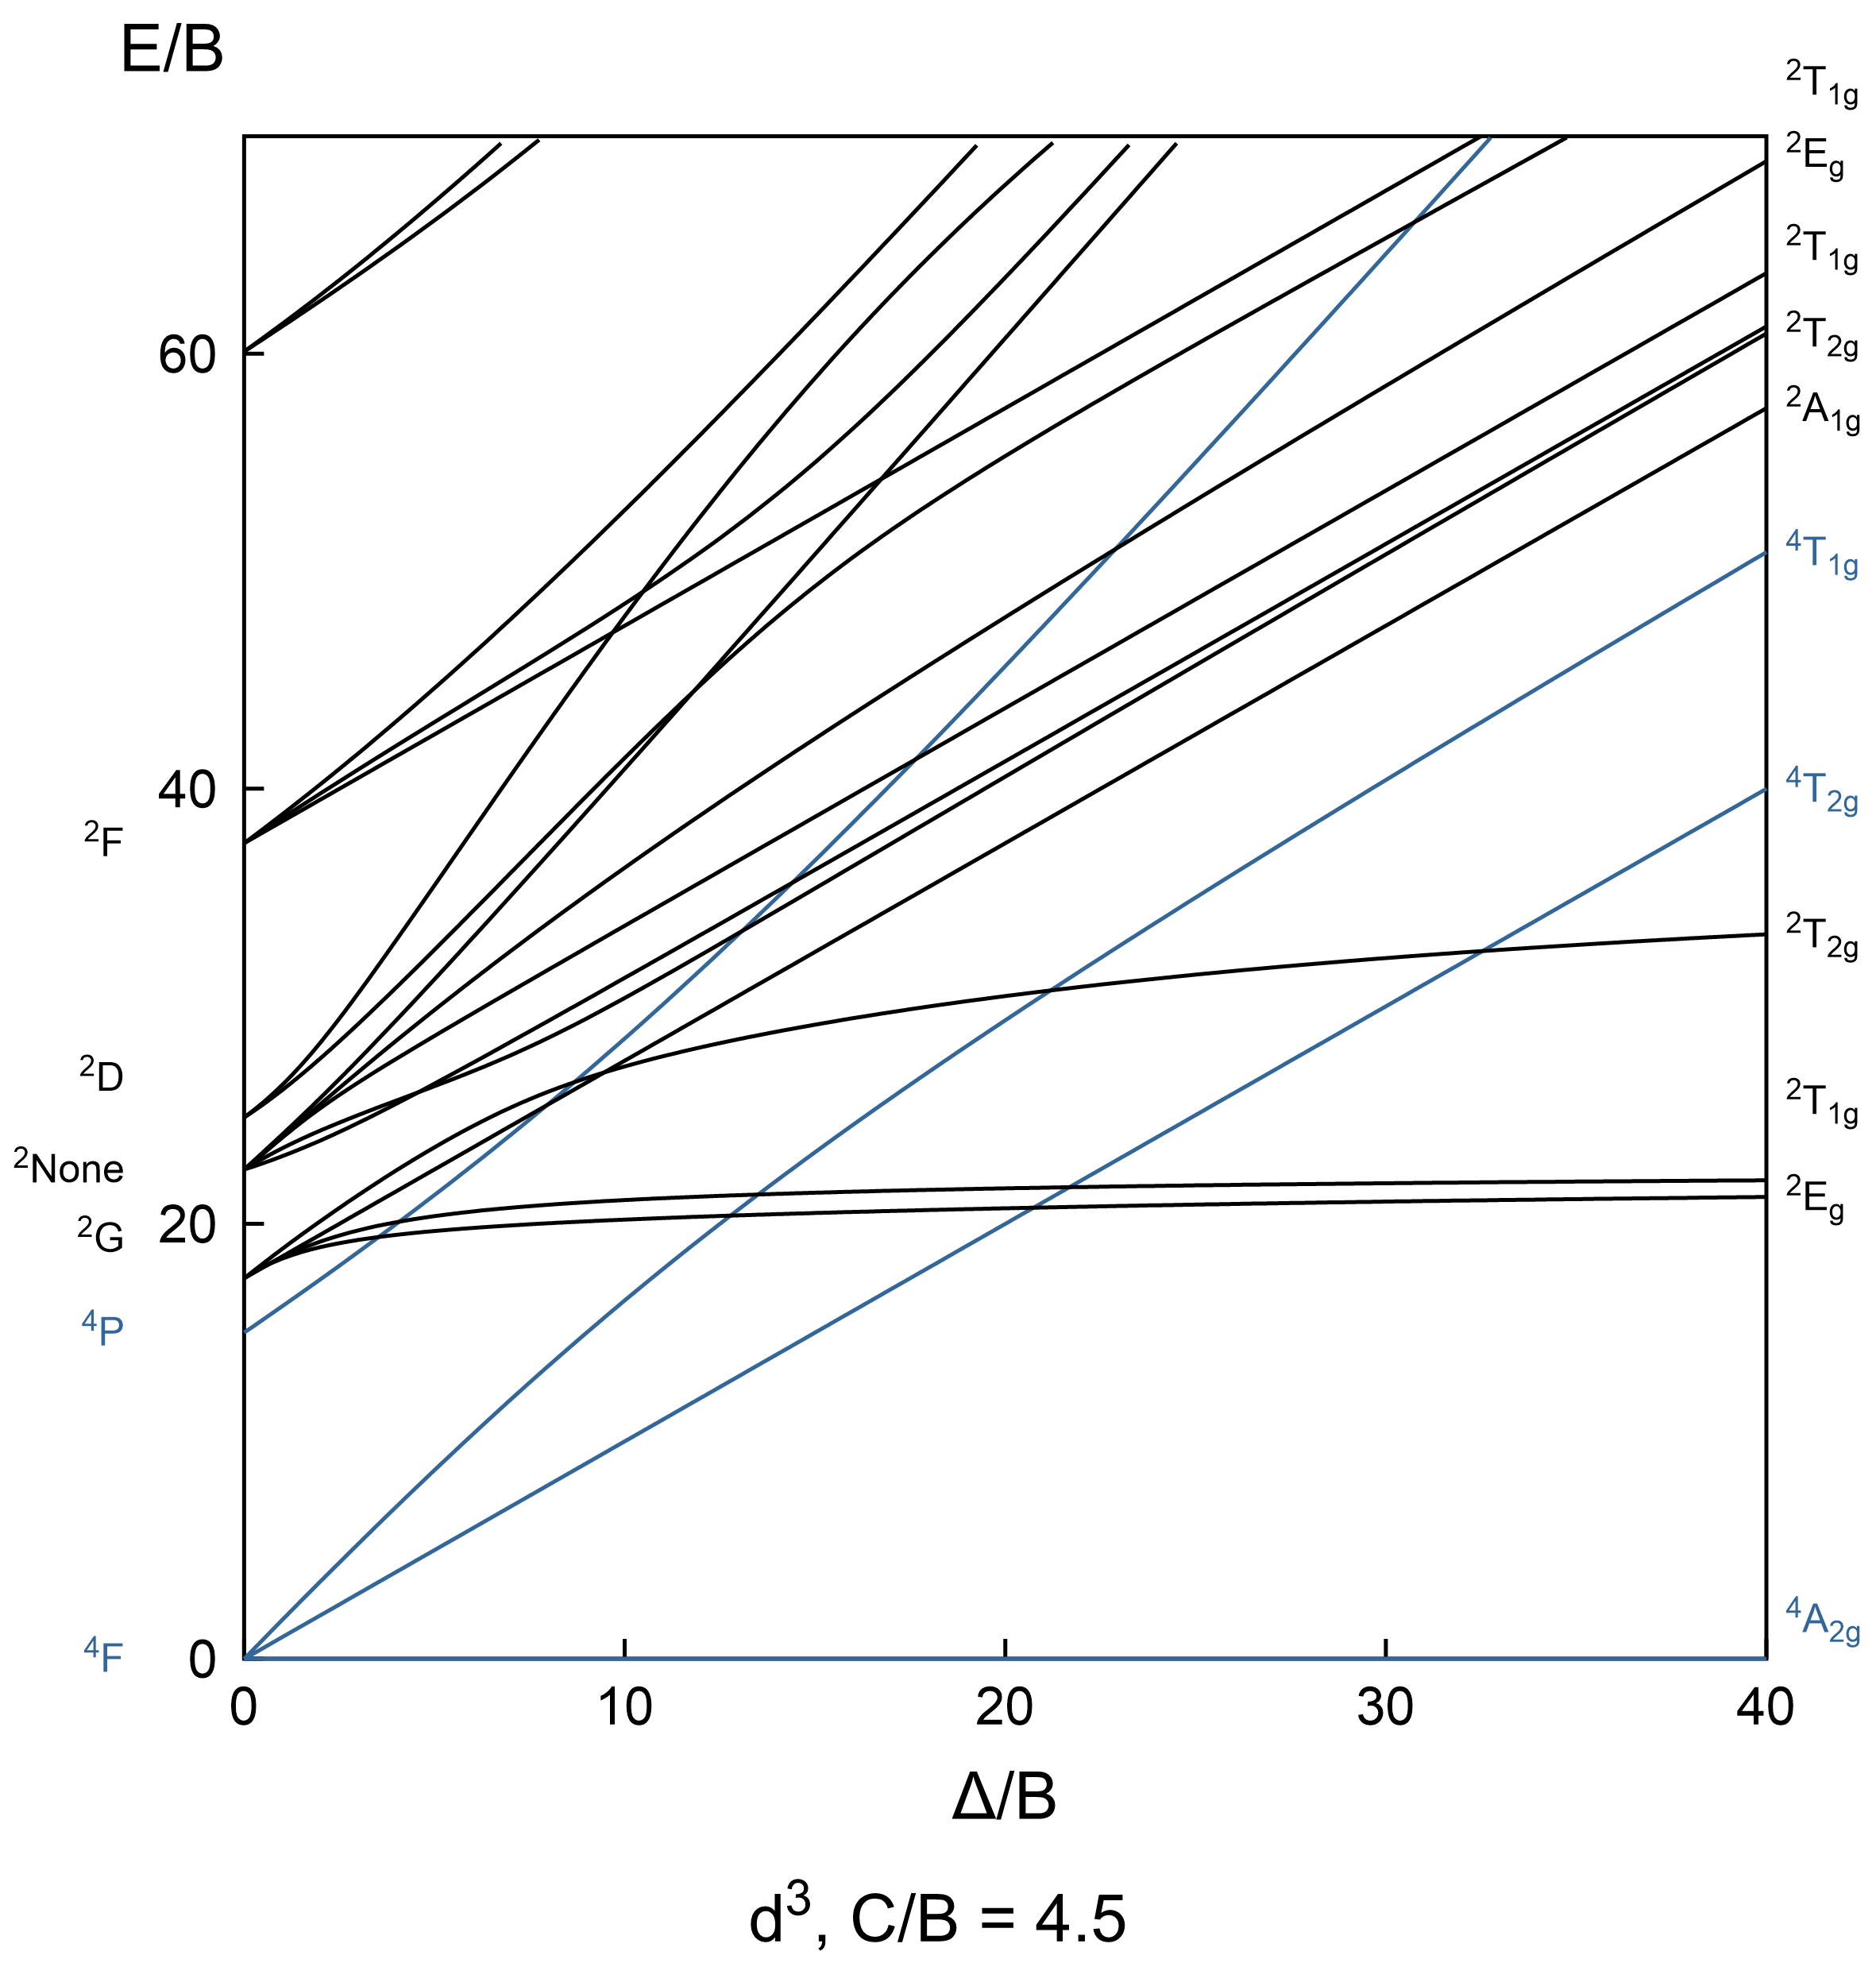 E/B
²T₁g
²Eg
²T₁g
²T₂g
²A₁g
⁴T₁g
⁴T₂g
²T₂g
²T₁g
²Eg
⁴A₂g
60
40
20
0
²F
²D
²None
²G
⁴P
⁴F
0 10 20 30 40
Δ/B
d³, C/B = 4.5